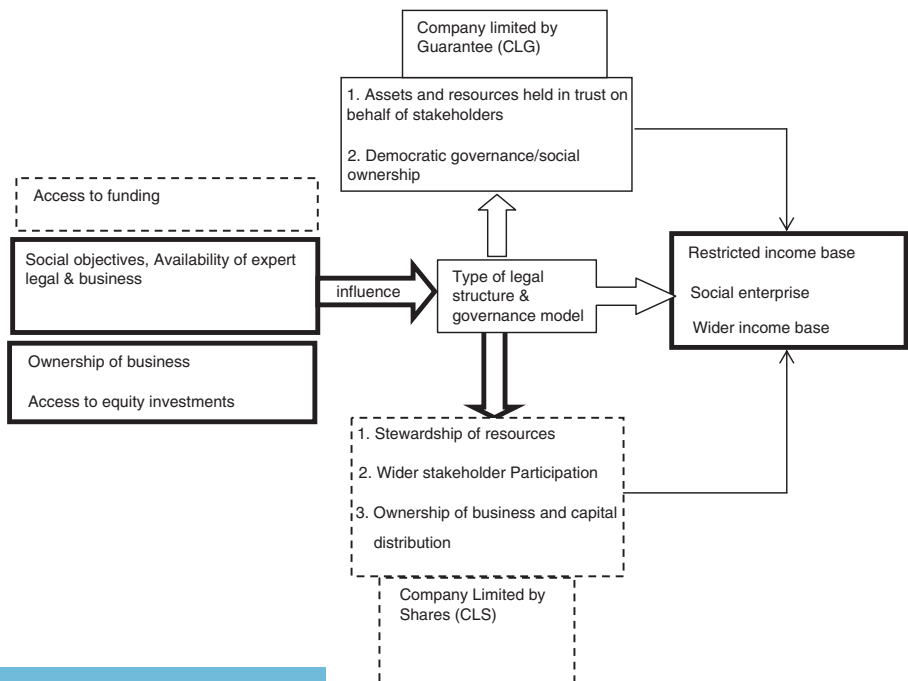 Company limited by
Guarantee (CLG)
1. Assets and resources held in trust on
behalf of stakeholders
2. Democratic governance/social
ownership
Access to funding
Social objectives, Availability of expert
legal & business
influence
Type of legal
structure &
governance model
Restricted income base
Social enterprise
Wider income base
Ownership of business
Access to equity investments
1. Stewardship of resources
2. Wider stakeholder Participation
3. Ownership of business and capital
distribution
Company Limited by
Shares (CLS)